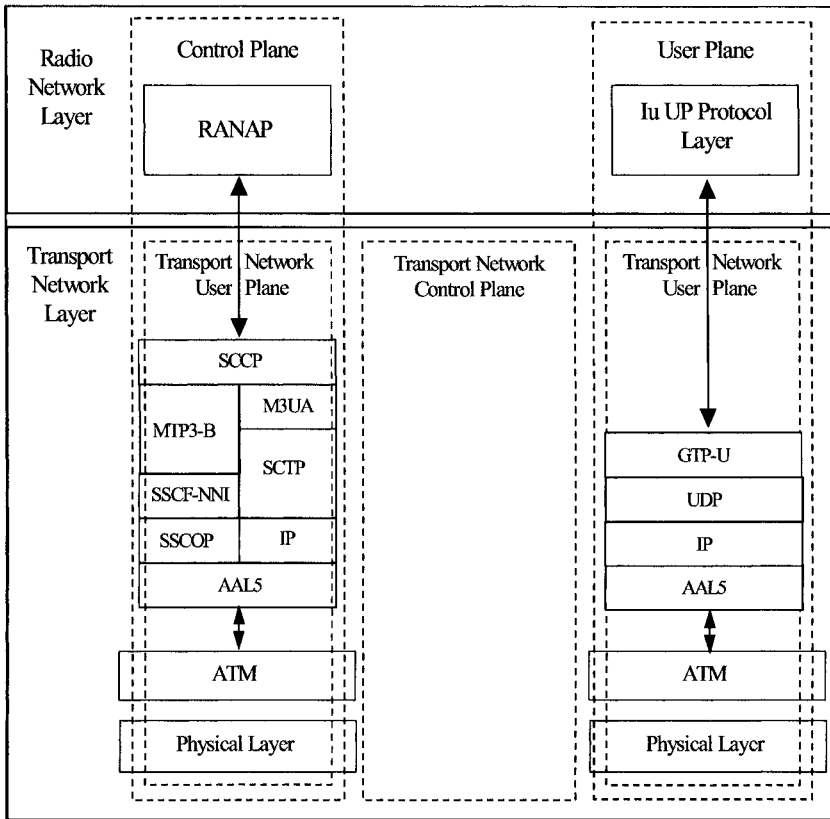 Radio
Network
Layer
Control Plane
RANAP
User Plane
Iu UP Protocol
Layer
Transport
Network
Layer
Transport Network
User Plane
SCCP
MTP3-B
M3UA
SCTP
SSCF-NNI
SSCOP
IP
AAL5
ATM
Physical Layer
Transport Network
Control Plane
Transport Network
User Plane
GTP-U
UDP
IP
AAL5
ATM
Physical Layer